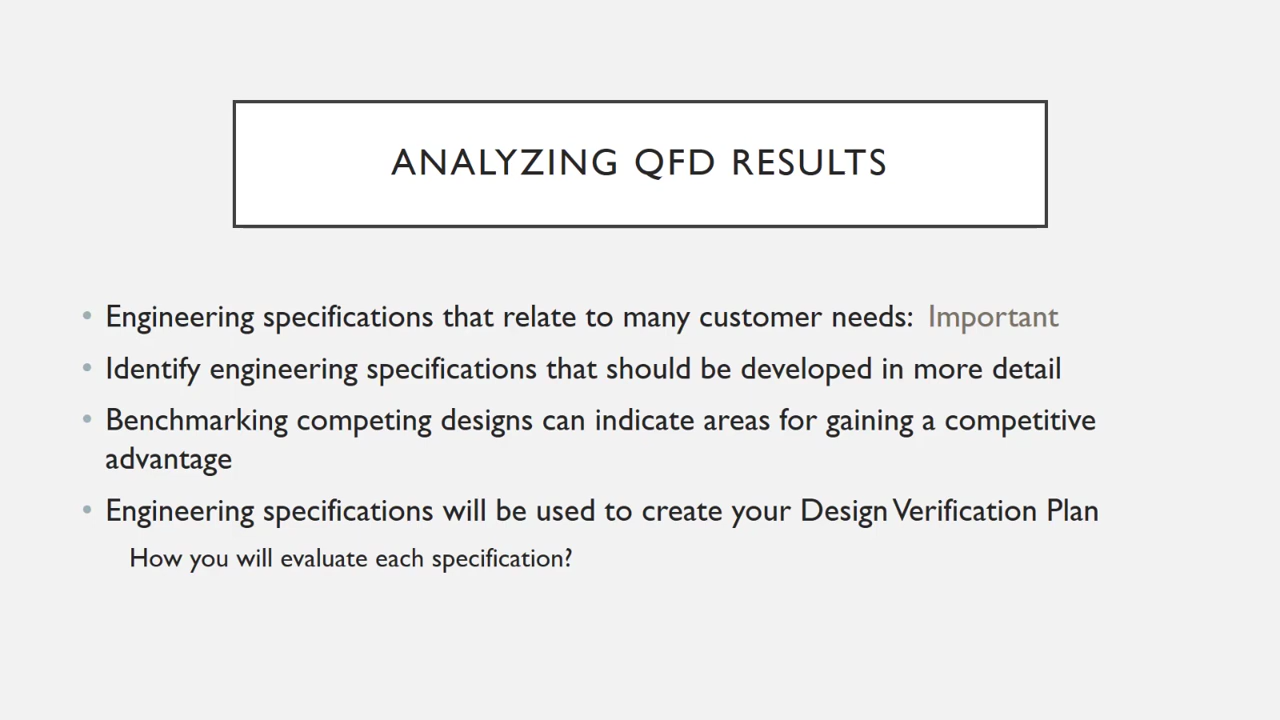 ANALYZING QFD RESULTS
• Engineering specifications that relate to many customer needs: Important
• Identify engineering specifications that should be developed in more detail
• Benchmarking competing designs can indicate areas for gaining a competitive
advantage
• Engineering specifications will be used to create your Design Verification Plan
How you will evaluate each specification?